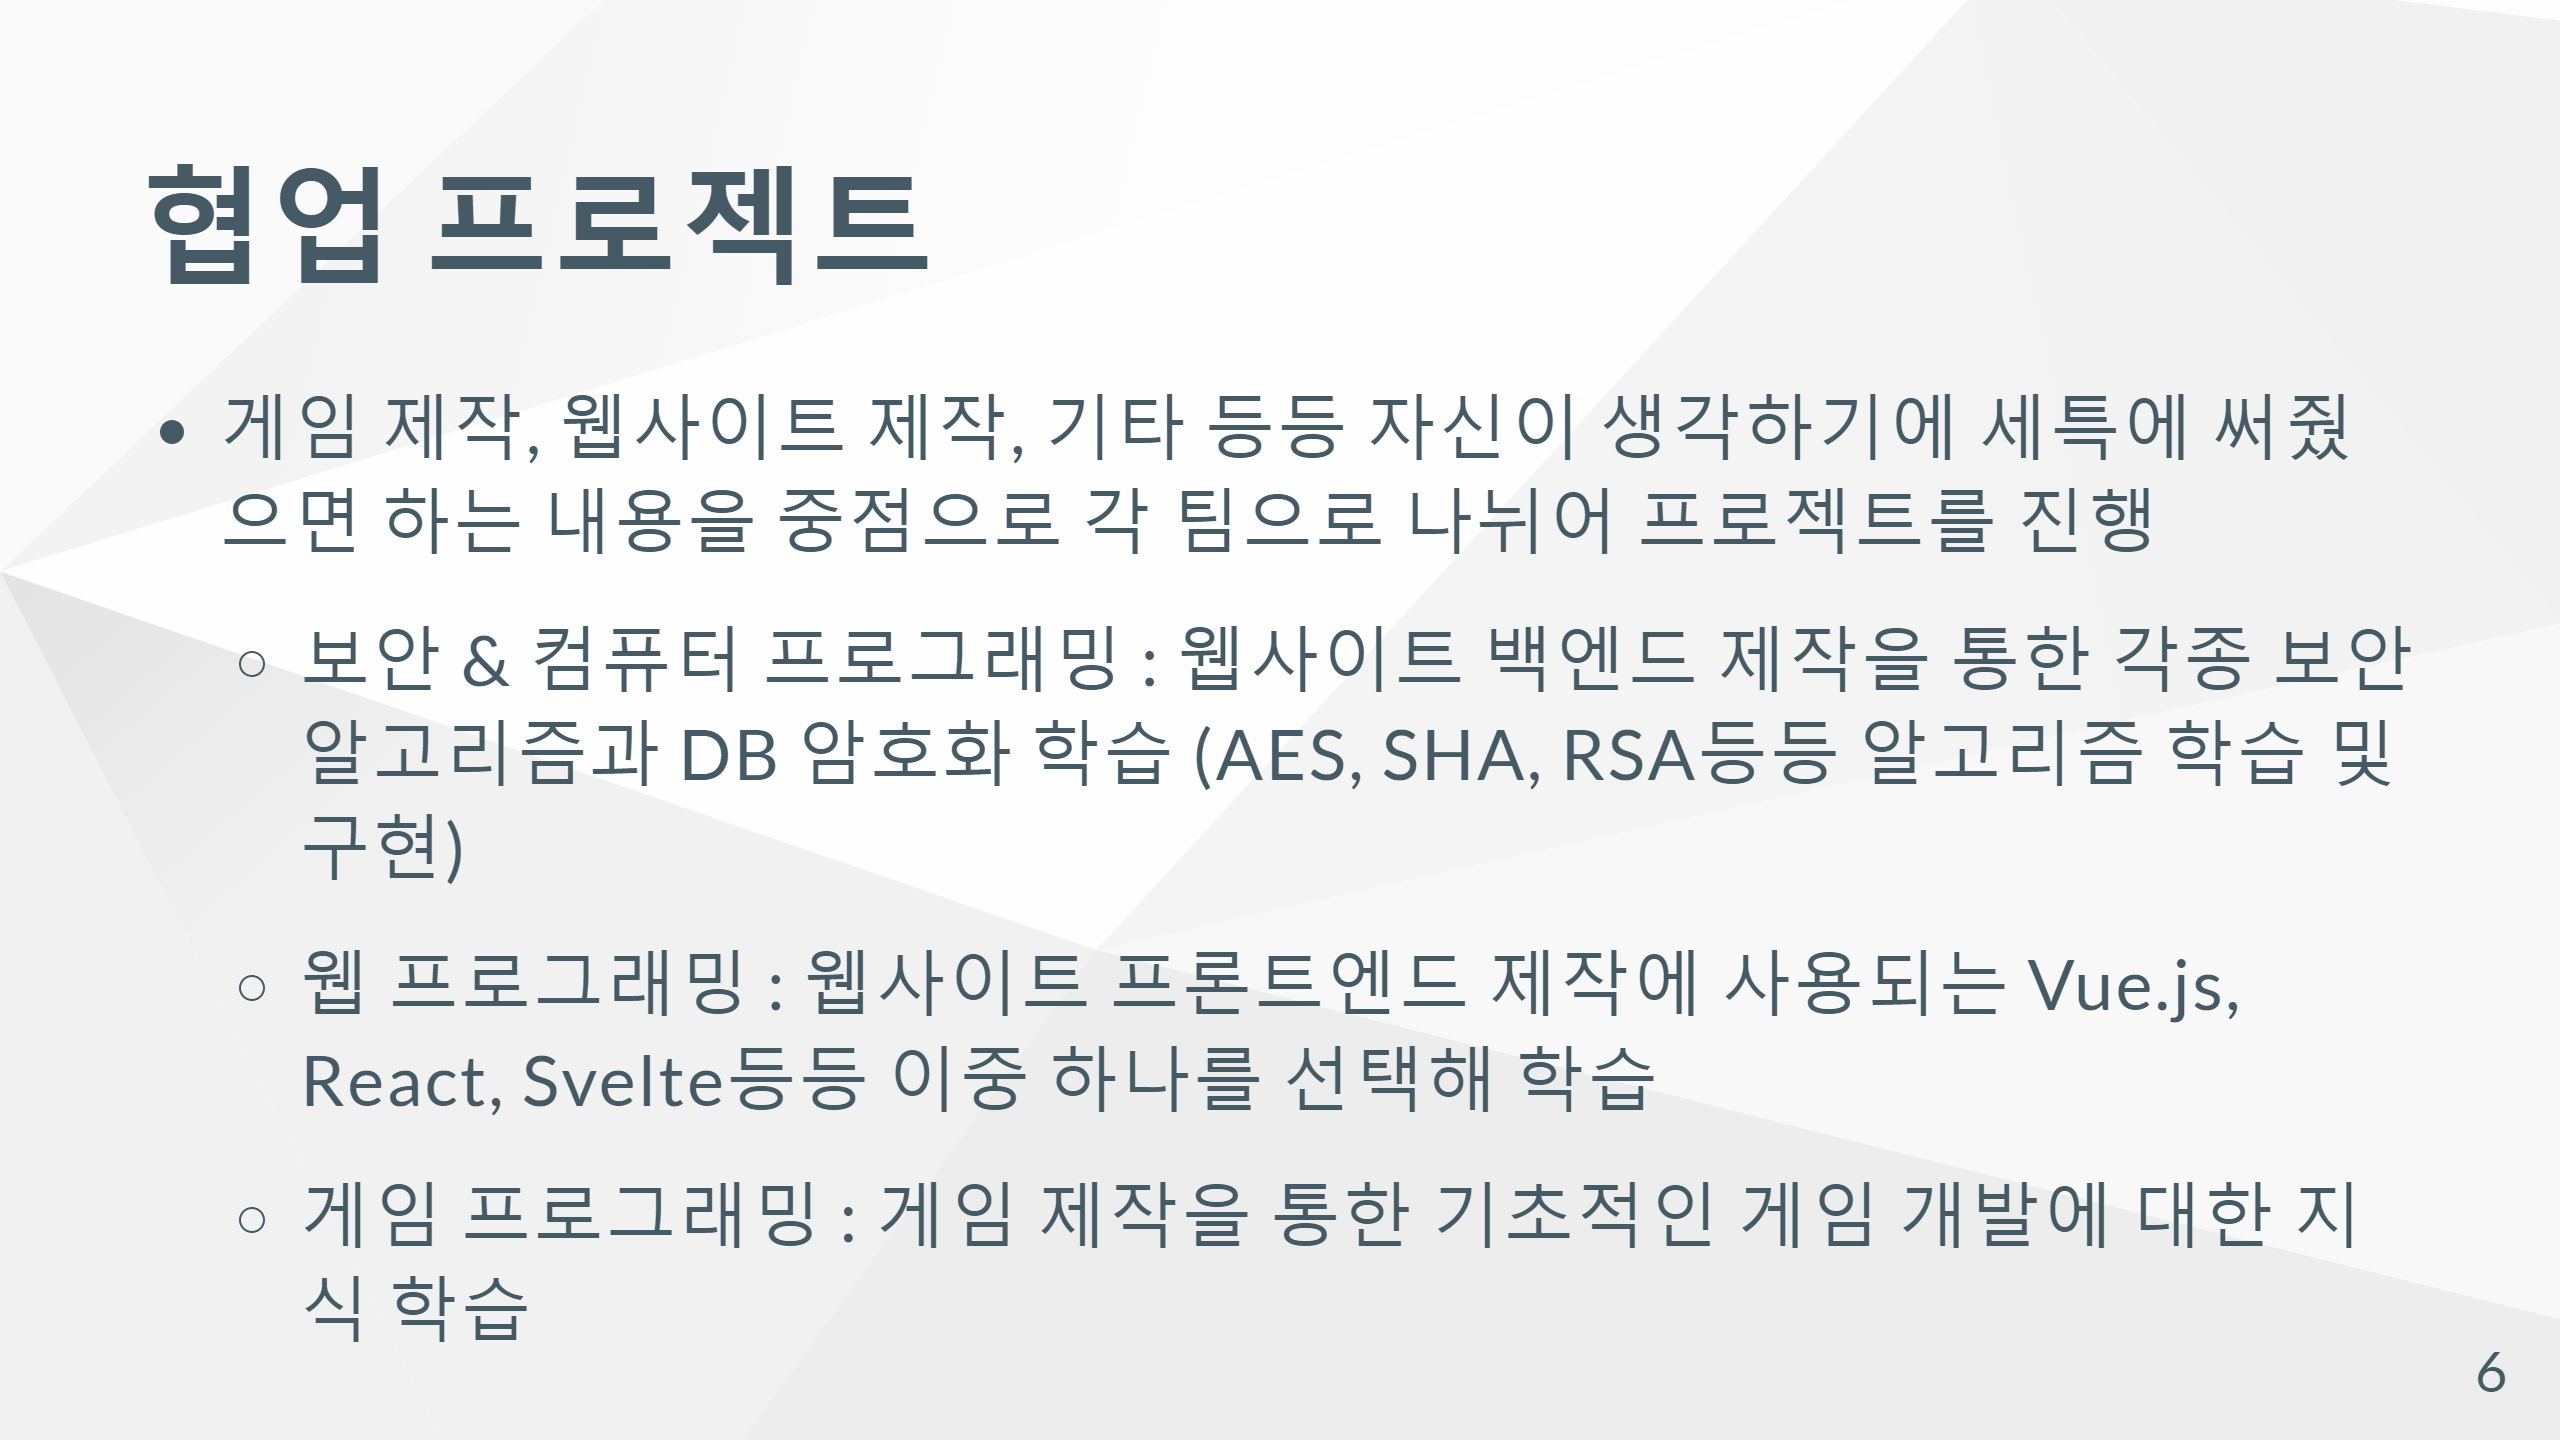 협업 프로젝트
• 게임 제작, 웹사이트 제작, 기타 등등 자신이 생각하기에 세특에 써줬
으면 하는 내용을 중점으로 각 팀으로 나뉘어 프로젝트를 진행
○ 보안 & 컴퓨터 프로그래밍 : 웹사이트 백엔드 제작을 통한 각종 보안
알고리즘과 DB 암호화 학습 (AES, SHA, RSA등등 알고리즘 학습 및
구현)
○ 웹 프로그래밍 : 웹사이트 프론트엔드 제작에 사용되는 Vue.js,
React, Svelte등등 이중 하나를 선택해 학습
○ 게임 프로그래밍 : 게임 제작을 통한 기초적인 게임 개발에 대한 지
식 학습
6